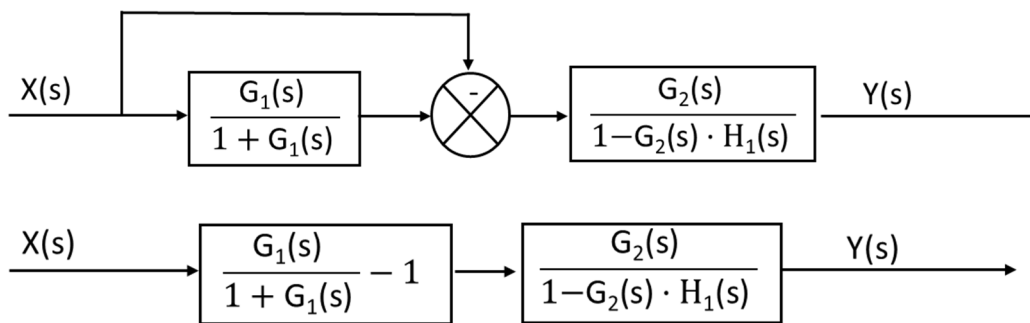 X(s)
G₁(s)
1 + G₁(s)
-
G₂(s)
1−G₂(s) · H₁(s)
Y(s)
X(s)
G₁(s)
1 + G₁(s)
− 1
G₂(s)
1−G₂(s) · H₁(s)
Y(s)